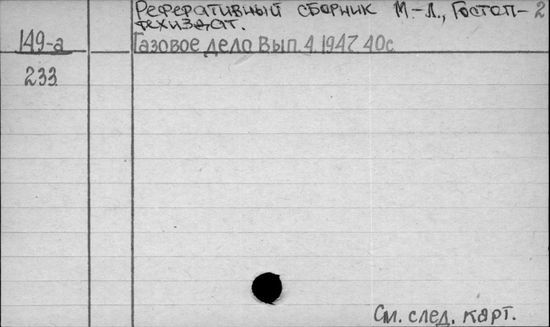 Реферативный сборник М.-Л., Гостоп- 2
техиздат.
149-а Газовое дело Вып.4. 1947 40с
233
См. след. карт.